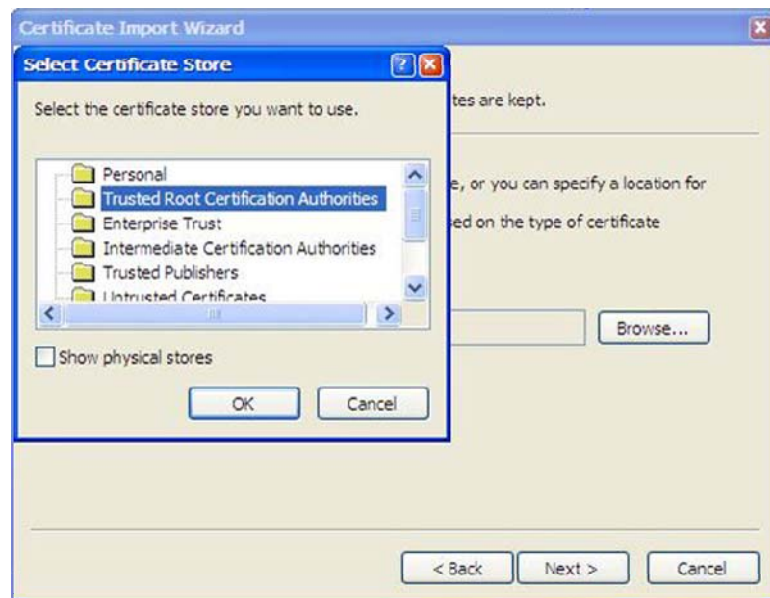 Certificate Import Wizard
Select Certificate Store
Select the certificate store you want to use.
tes are kept.
Personal
Trusted Root Certification Authorities
e, or you can specify a location for
Enterprise Trust
sed on the type of certificate
Intermediate Certification Authorities
Trusted Publishers
Untrusted Certificates
Browse...
Show physical stores
OK
Cancel
< Back
Next >
Cancel